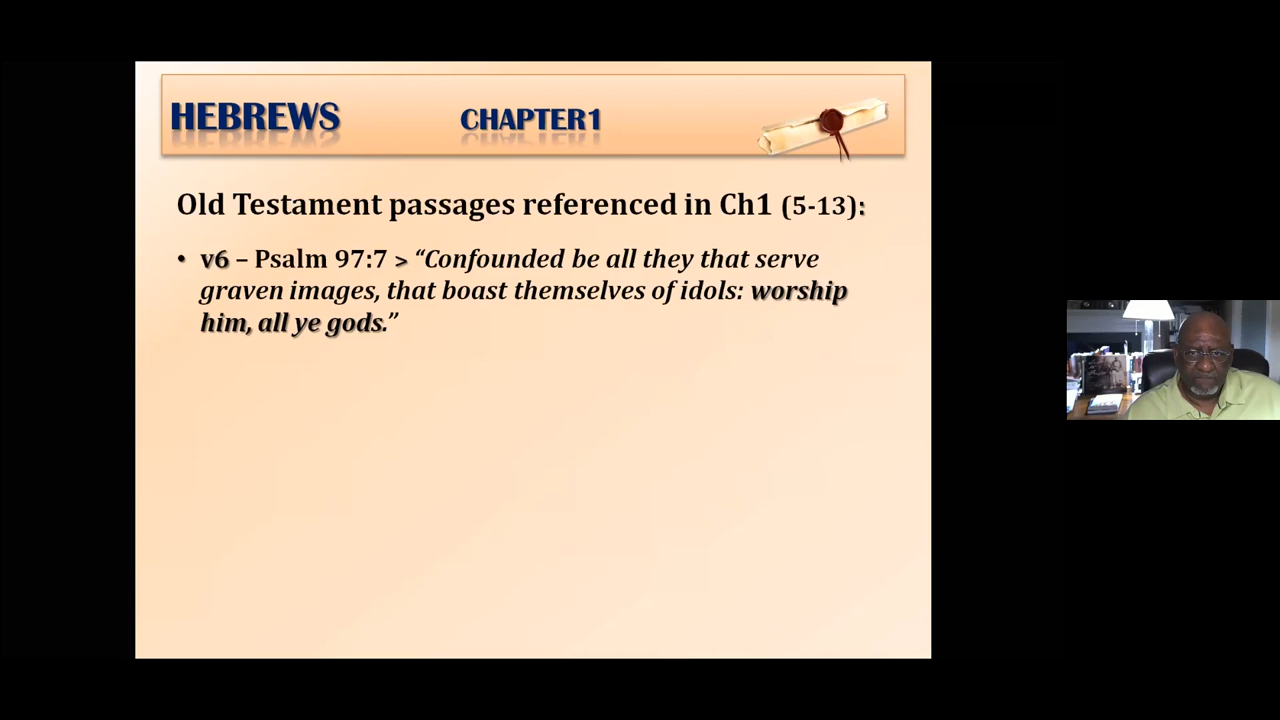 HEBREWS CHAPTER1
Old Testament passages referenced in Ch1 (5-13):
• v6 – Psalm 97:7 > “Confounded be all they that serve
graven images, that boast themselves of idols: worship
him, all ye gods.”